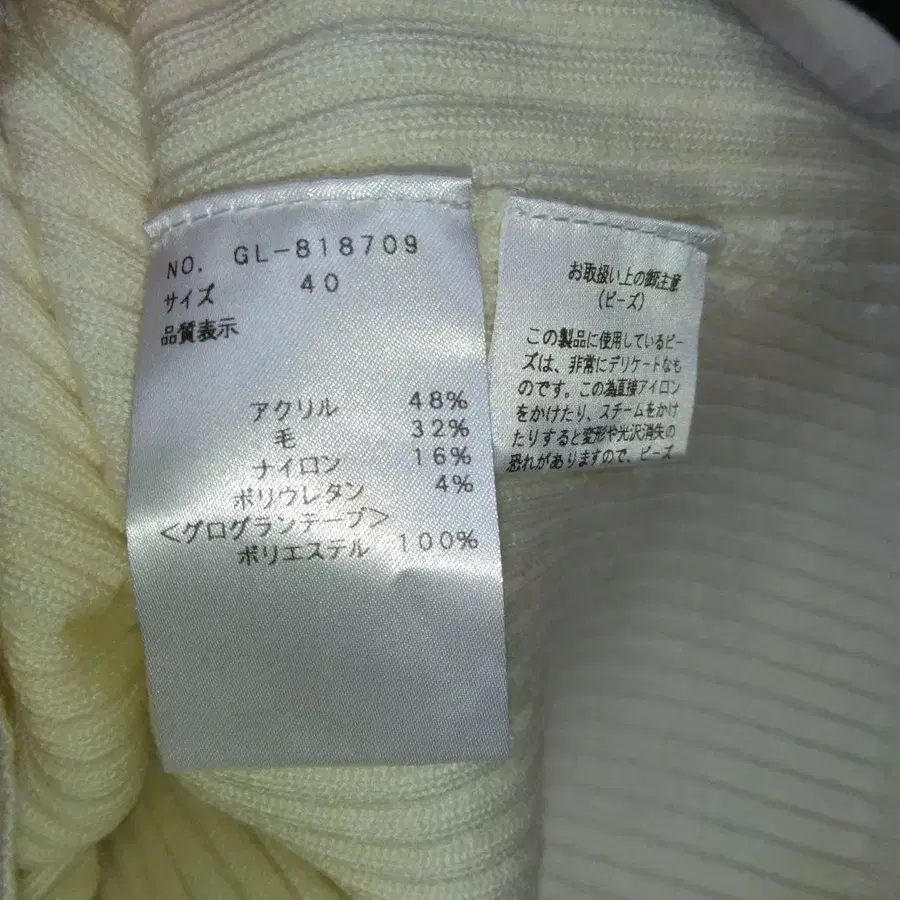 NO. GL-818709
サイズ 40
品質表示
アクリル 48%
毛 32%
ナイロン 16%
ポリウレタン 4%
<グログランテープ>
ポリエステル 100%
お取扱い上の御注意
(ビーズ)
この製品に使用しているビー
ズは、非常にデリケートなも
のです。この為直接アイロン
をかけたり、スチームをかけ
たりすると変形や光沢消失の
恐れがありますので、ビーズ